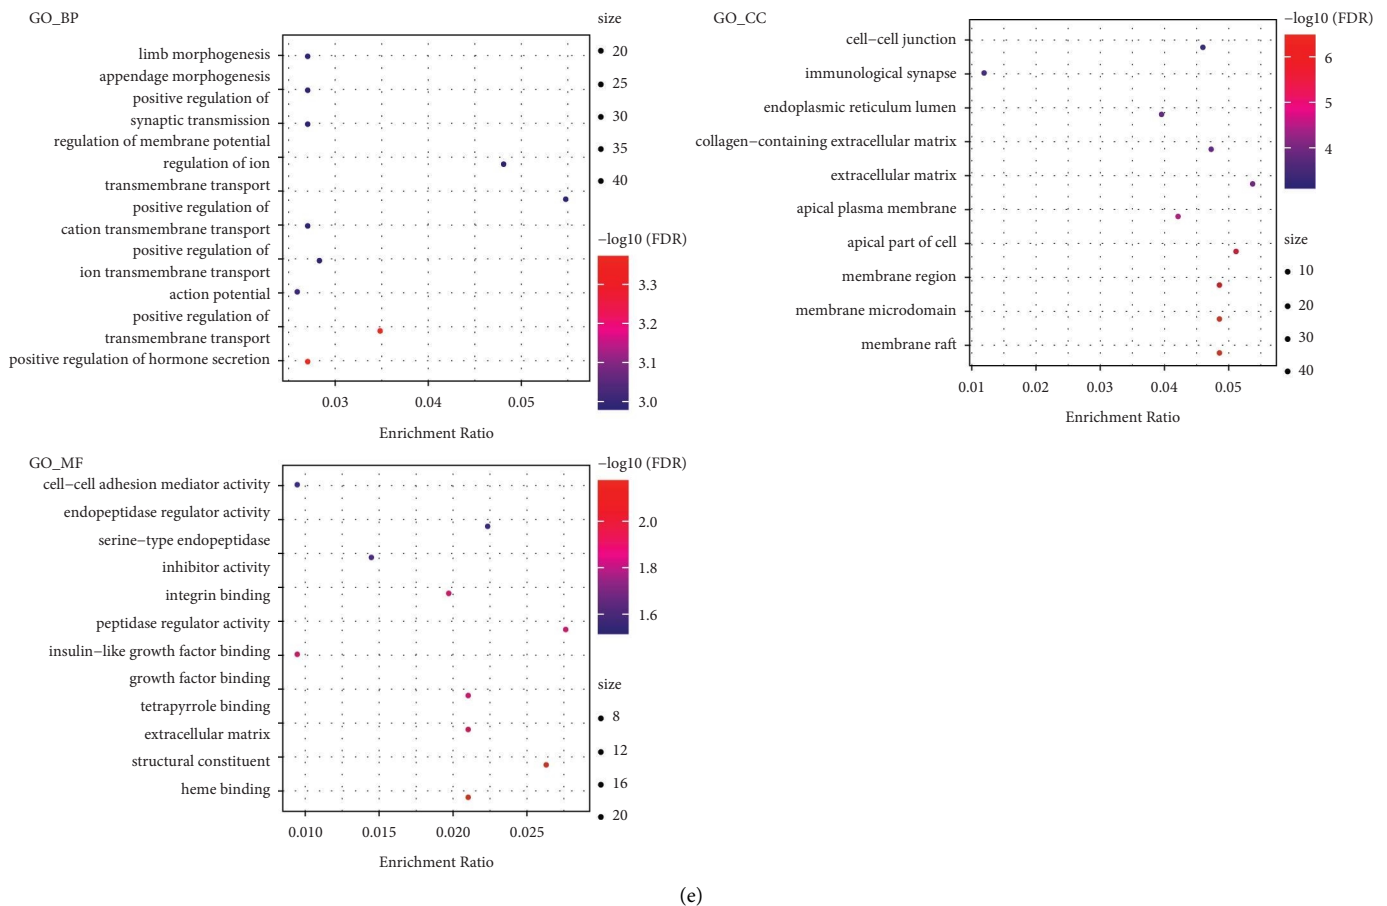 GO_BP
limb morphogenesis
appendage morphogenesis
positive regulation of
synaptic transmission
regulation of membrane potential
regulation of ion
transmembrane transport
positive regulation of
cation transmembrane transport
positive regulation of
ion transmembrane transport
action potential
positive regulation of
transmembrane transport
positive regulation of hormone secretion
0.03 0.04 0.05
Enrichment Ratio
size
20
25
30
35
40
−log10 (FDR)
3.3
3.2
3.1
3.0
GO_CC
cell−cell junction
immunological synapse
endoplasmic reticulum lumen
collagen−containing extracellular matrix
extracellular matrix
apical plasma membrane
apical part of cell
membrane region
membrane microdomain
membrane raft
0.01 0.02 0.03 0.04 0.05
Enrichment Ratio
−log10 (FDR)
6
5
4
size
10
20
30
40
GO_MF
cell−cell adhesion mediator activity
endopeptidase regulator activity
serine−type endopeptidase
inhibitor activity
integrin binding
peptidase regulator activity
insulin−like growth factor binding
growth factor binding
tetrapyrrole binding
extracellular matrix
structural constituent
heme binding
0.010 0.015 0.020 0.025
Enrichment Ratio
−log10 (FDR)
2.0
1.8
1.6
size
8
12
16
20
(e)